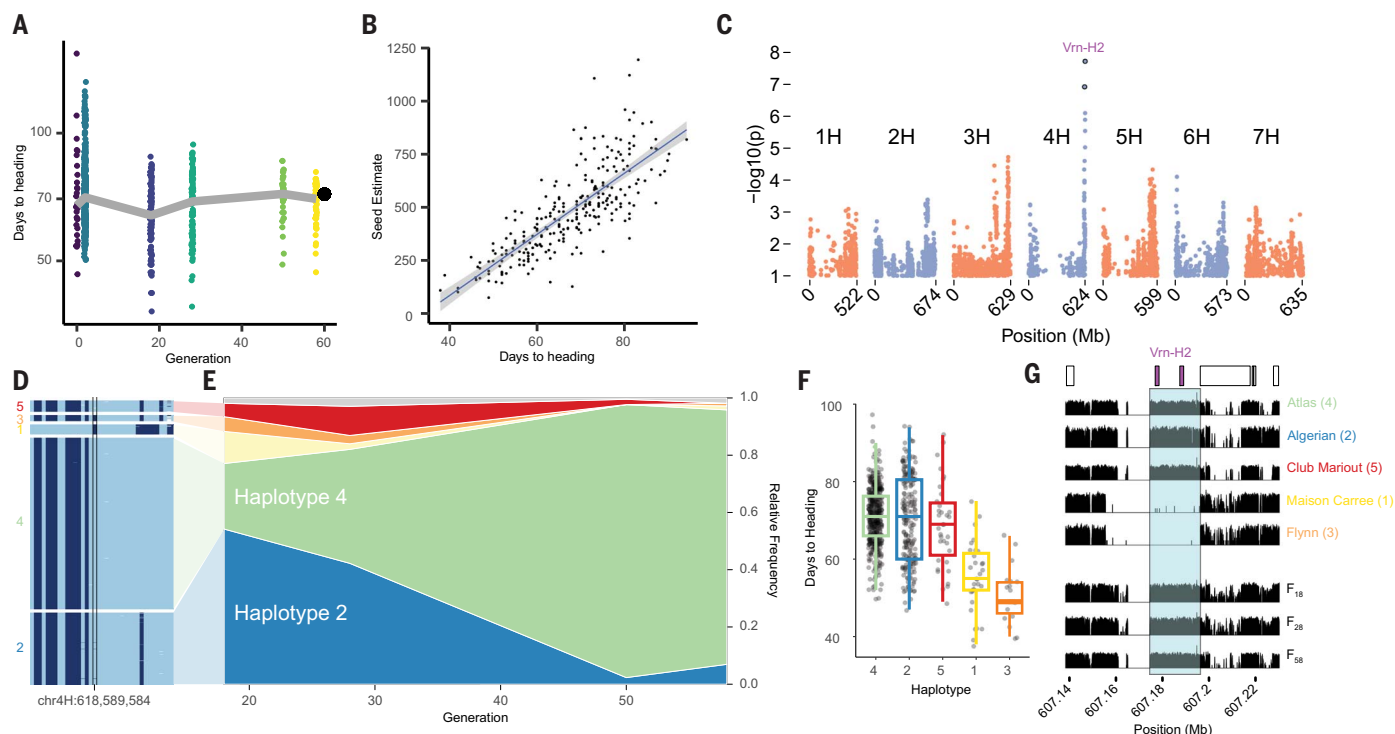 A
Days to heading
100
70
50
0
20
40
60
Generation
B
Seed Estimate
1250
1000
750
500
250
0
40
60
80
Days to heading
C
Vrn-H2
−log10(p)
8
7
6
5
4
3
2
1
1H 2H 3H 4H 5H 6H 7H
0 522 0 674 0 629 0 624 0 599 0 573 0 635
Position (Mb)
D
5
3
1
4
2
chr4H:618,589,584
E
Haplotype 4
Haplotype 2
1.0
0.8
0.6
0.4
0.2
0.0
Relative Frequency
20 30 40 50
Generation
F
Days to Heading
100
80
60
40
4 2 5 1 3
Haplotype
G
Vrn-H2
Atlas (4)
Algerian (2)
Club Mariout (5)
Maison Carree (1)
Flynn (3)
F18
F28
F58
607.14 607.16 607.18 607.2 607.22
Position (Mb)